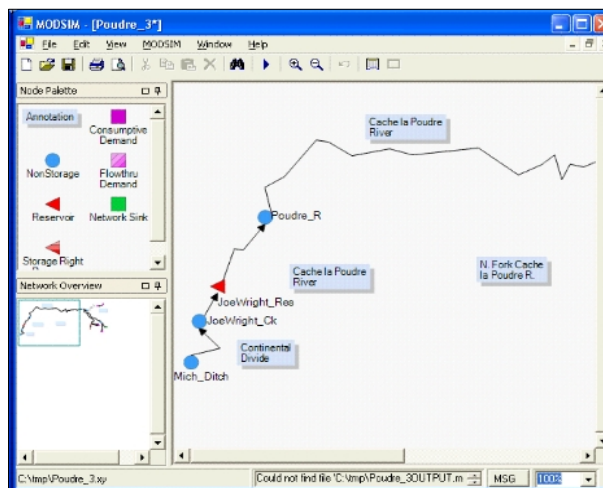 MODSIM - [Poudre_3*]
File Edit View MODSIM Window Help
Node Palette
Annotation
Consumptive
Demand
NonStorage
Flowthru
Demand
Reservoir
Network Sink
Storage Right
Network Overview
Cache la Poudre
River
Poudre_R
Cache la Poudre
River
N. Fork Cache
la Poudre R.
JoeWright_Res
JoeWright_Ck
Continental
Divide
Mich_Ditch
C:\tmp\Poudre_3.xy
Could not find file 'C:\tmp\Poudre_3OUTPUT.m
MSG
100%